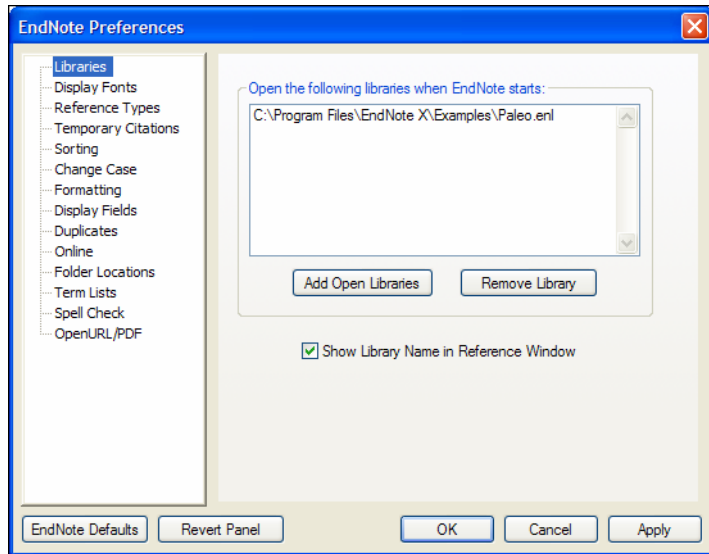 EndNote Preferences
Libraries
Display Fonts
Reference Types
Temporary Citations
Sorting
Change Case
Formatting
Display Fields
Duplicates
Online
Folder Locations
Term Lists
Spell Check
OpenURL/PDF
Open the following libraries when EndNote starts:
C:\Program Files\EndNote X\Examples\Paleo.enl
Add Open Libraries
Remove Library
Show Library Name in Reference Window
EndNote Defaults
Revert Panel
OK
Cancel
Apply